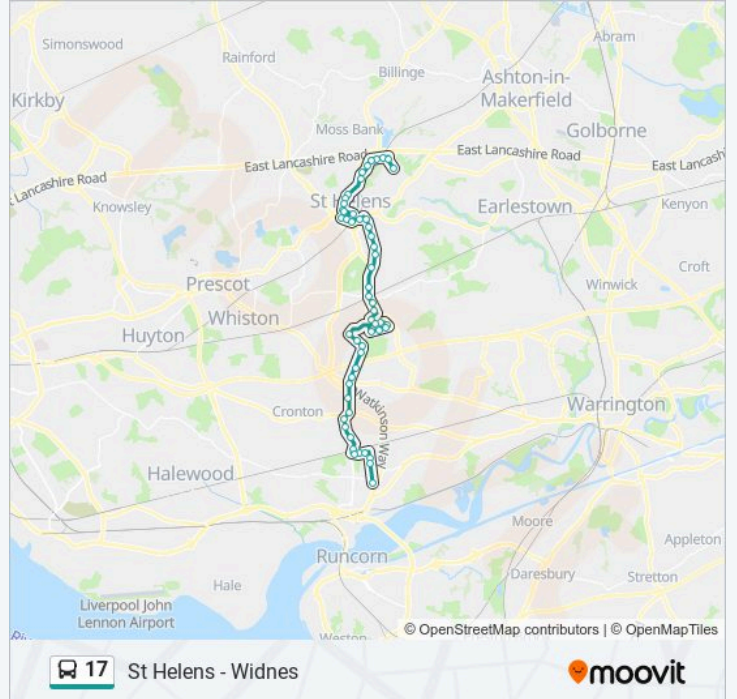 Simonswood
Rainford
Abram
Billinge
Ashton-in-
Makerfield
Kirkby
Golborne
Moss Bank
East Lancashire Road
East Lancashire Road
East Lancash
Lancashire Road
Knowsley
St Helens
Earlestown
Kenyon
Croft
Prescot
Winwick
Whiston
Huyton
Cronton
Watkinson Way
Warrington
Halewood
Moore
Appleton
Runcorn
Daresbury
Stretton
Hale
Liverpool John
Lennon Airport
Weston
© OpenStreetMap contributors | © OpenMapTiles
17
St Helens - Widnes
moovit